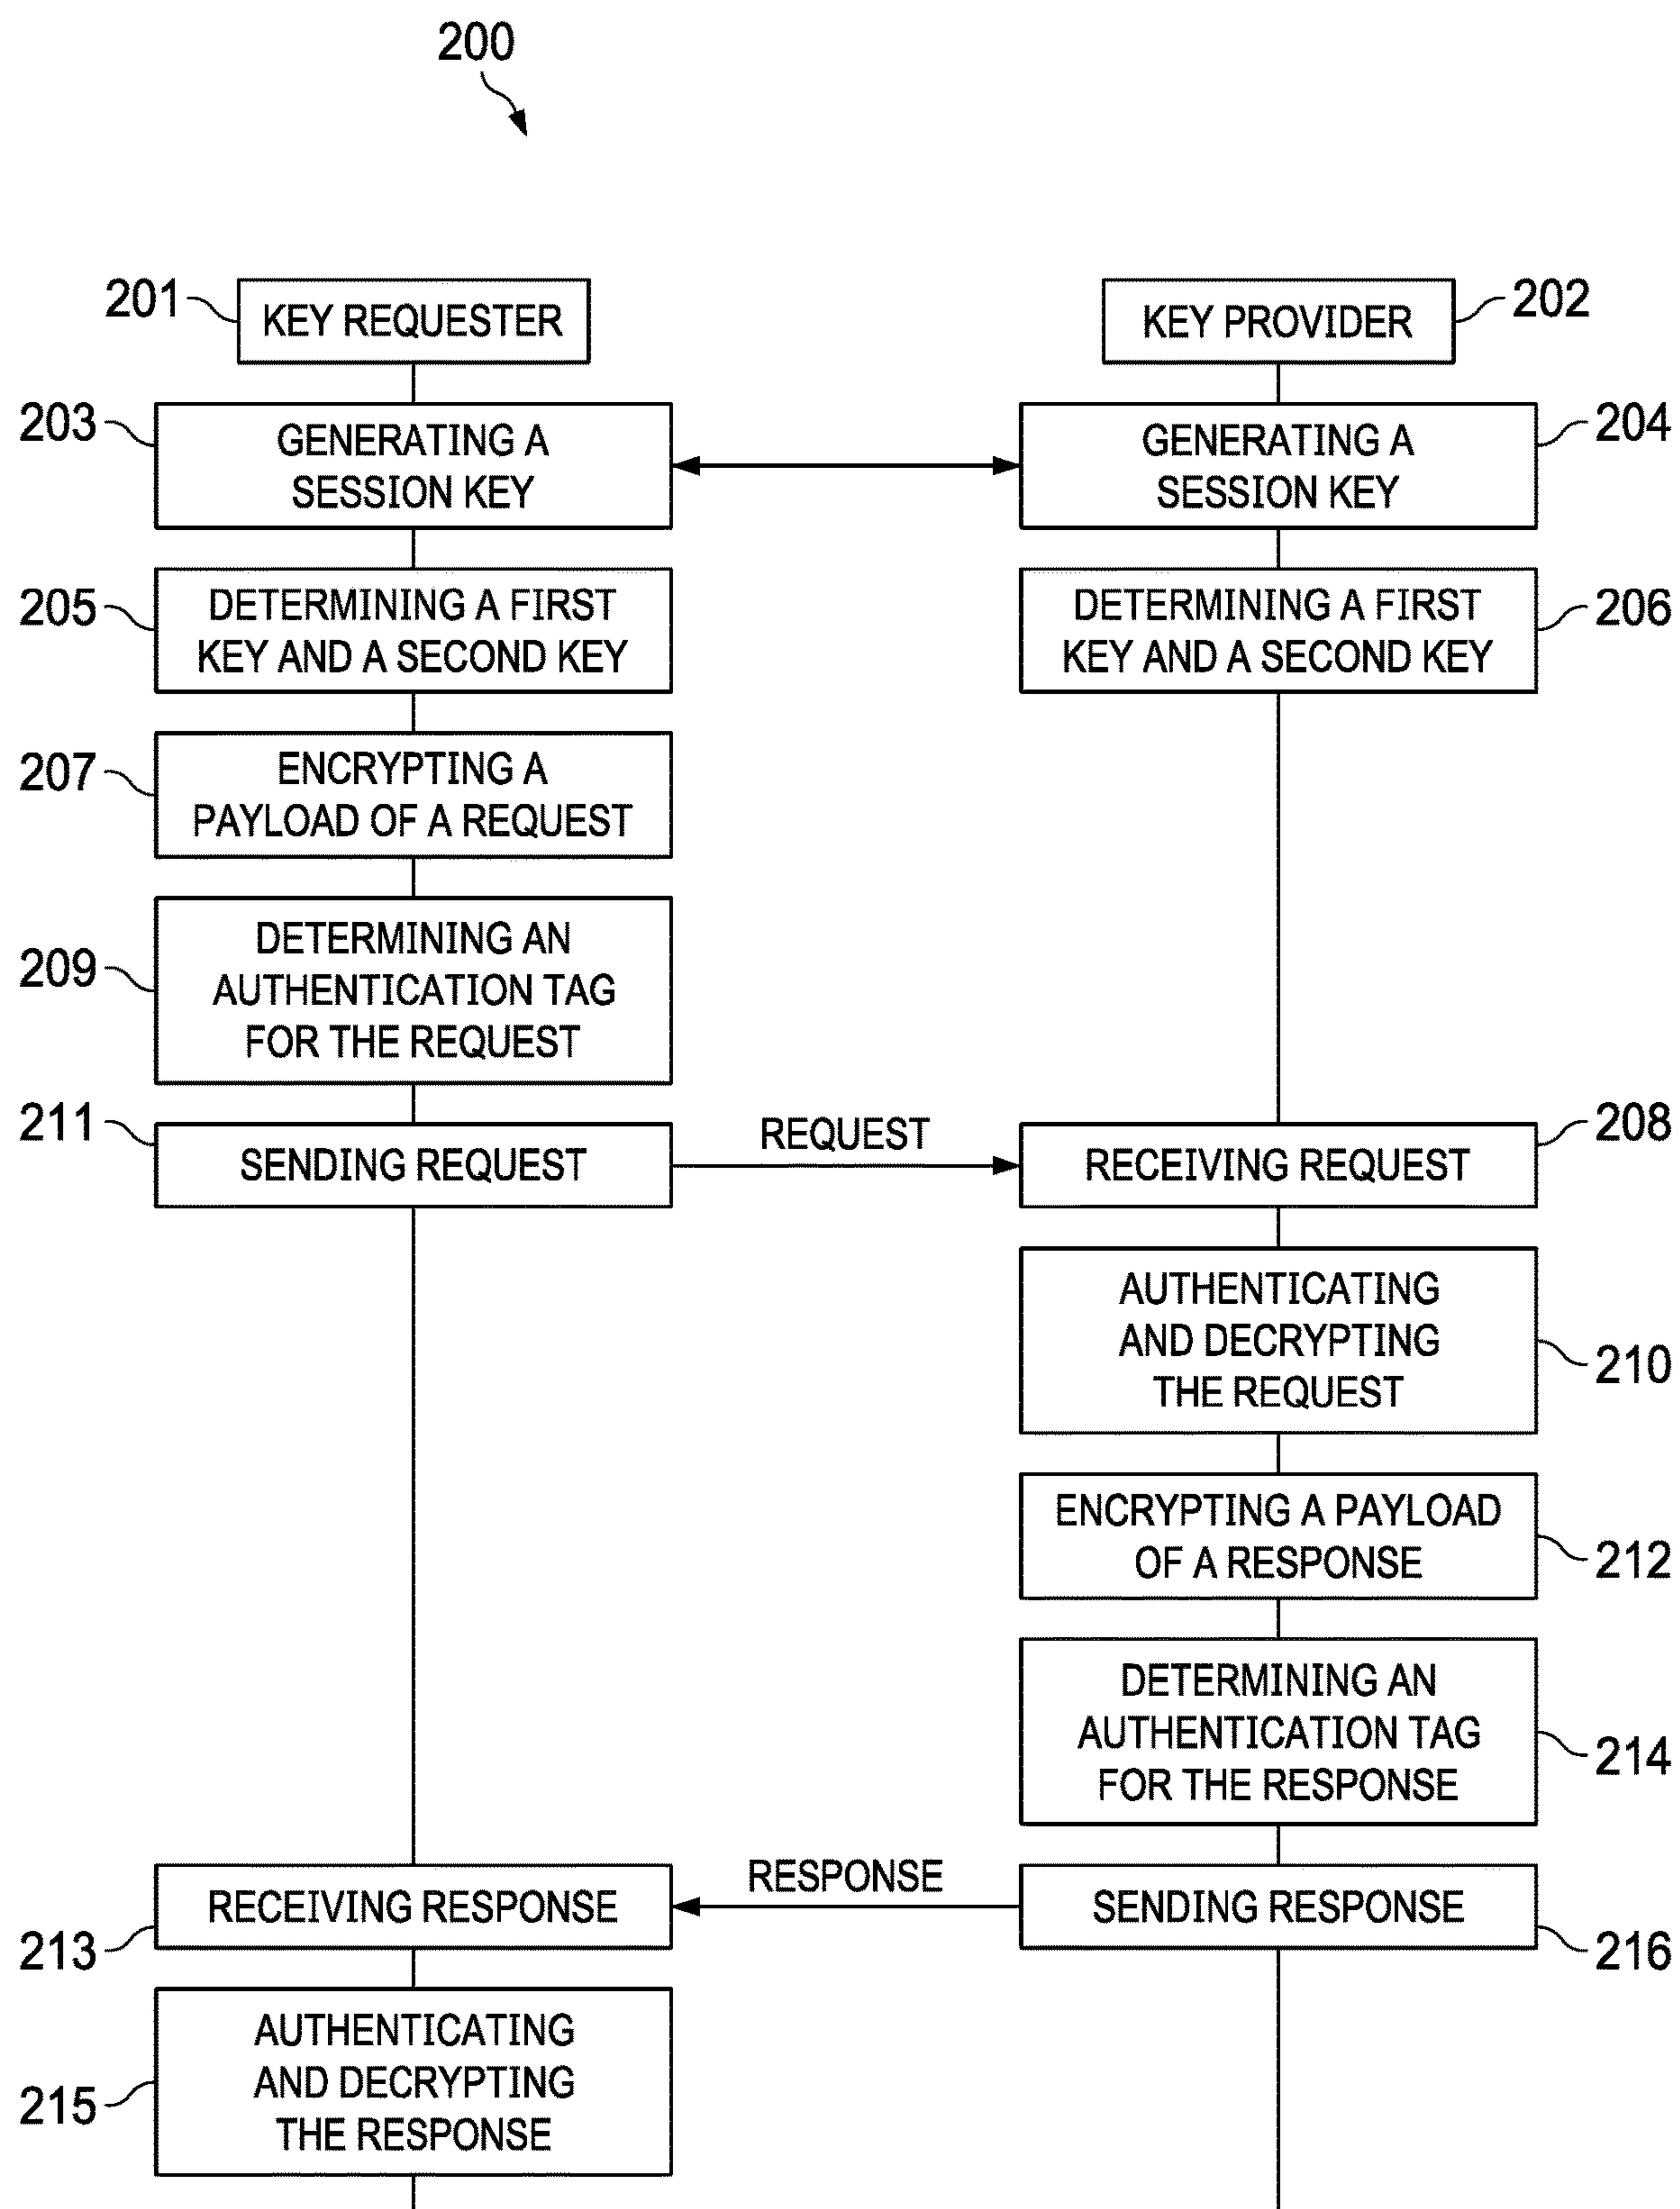 200
201
KEY REQUESTER
KEY PROVIDER
202
203
GENERATING A
SESSION KEY
GENERATING A
SESSION KEY
204
205
DETERMINING A FIRST
KEY AND A SECOND KEY
DETERMINING A FIRST
KEY AND A SECOND KEY
206
207
ENCRYPTING A
PAYLOAD OF A REQUEST
209
DETERMINING AN
AUTHENTICATION TAG
FOR THE REQUEST
211
SENDING REQUEST
REQUEST
RECEIVING REQUEST
208
AUTHENTICATING
AND DECRYPTING
THE REQUEST
210
ENCRYPTING A PAYLOAD
OF A RESPONSE
212
DETERMINING AN
AUTHENTICATION TAG
FOR THE RESPONSE
214
RECEIVING RESPONSE
213
RESPONSE
SENDING RESPONSE
216
AUTHENTICATING
AND DECRYPTING
THE RESPONSE
215